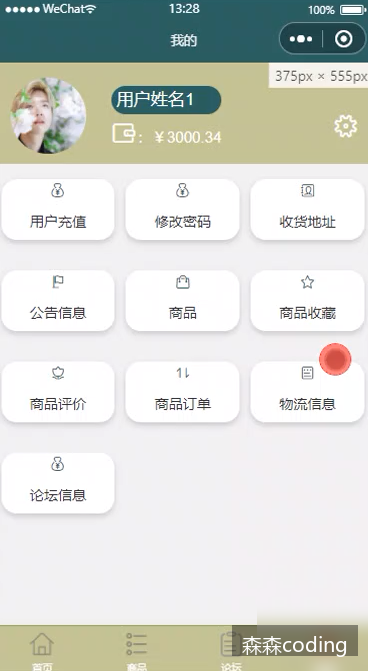 WeChat 13:28 100%
我的
375px × 555px
用户姓名1
: ￥3000.34
用户充值 修改密码 收货地址
公告信息 商品 商品收藏
商品评价 商品订单 物流信息
论坛信息
首页 商品 论坛
森森coding